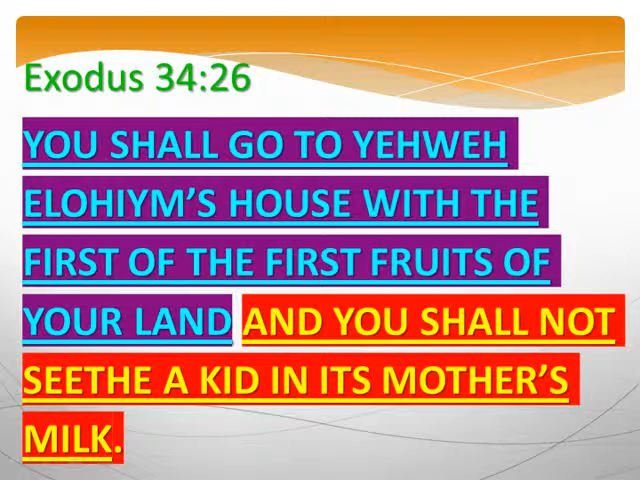 Exodus 34:26
YOU SHALL GO TO YEHWEH
ELOHIYM’S HOUSE WITH THE
FIRST OF THE FIRST FRUITS OF
YOUR LAND AND YOU SHALL NOT
SEETHE A KID IN ITS MOTHER’S
MILK.